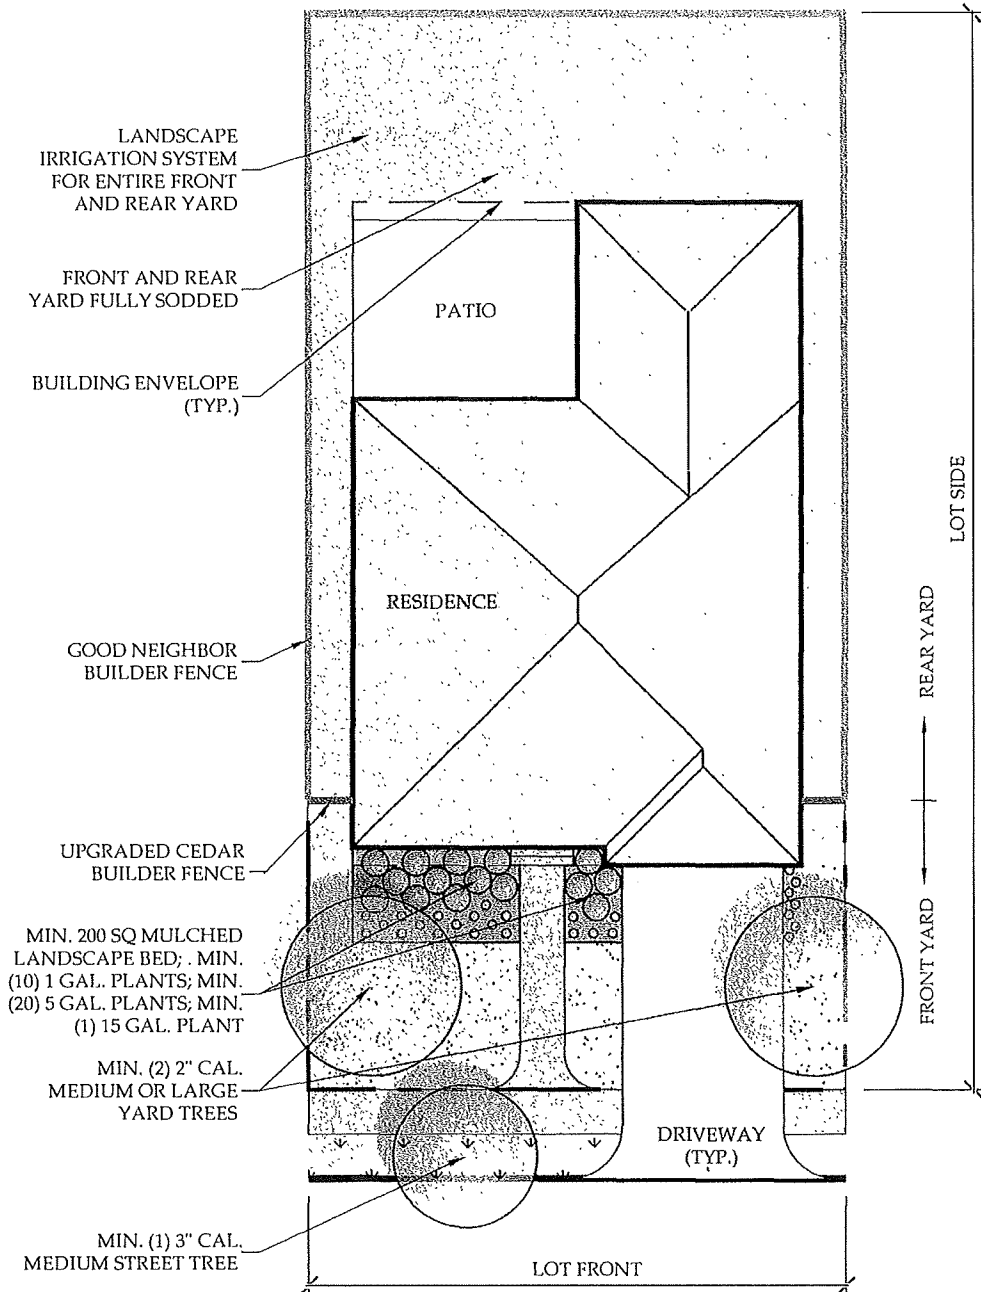 LANDSCAPE
IRRIGATION SYSTEM
FOR ENTIRE FRONT
AND REAR YARD
FRONT AND REAR
YARD FULLY SODDED
PATIO
BUILDING ENVELOPE
(TYP.)
LOT SIDE
RESIDENCE
REAR YARD
GOOD NEIGHBOR
BUILDER FENCE
UPGRADED CEDAR
BUILDER FENCE
FRONT YARD
MIN. 200 SQ MULCHED
LANDSCAPE BED; . MIN.
(10) 1 GAL. PLANTS; MIN.
(20) 5 GAL. PLANTS; MIN.
(1) 15 GAL. PLANT
MIN. (2) 2" CAL.
MEDIUM OR LARGE
YARD TREES
DRIVEWAY
(TYP.)
MIN. (1) 3" CAL.
MEDIUM STREET TREE
LOT FRONT